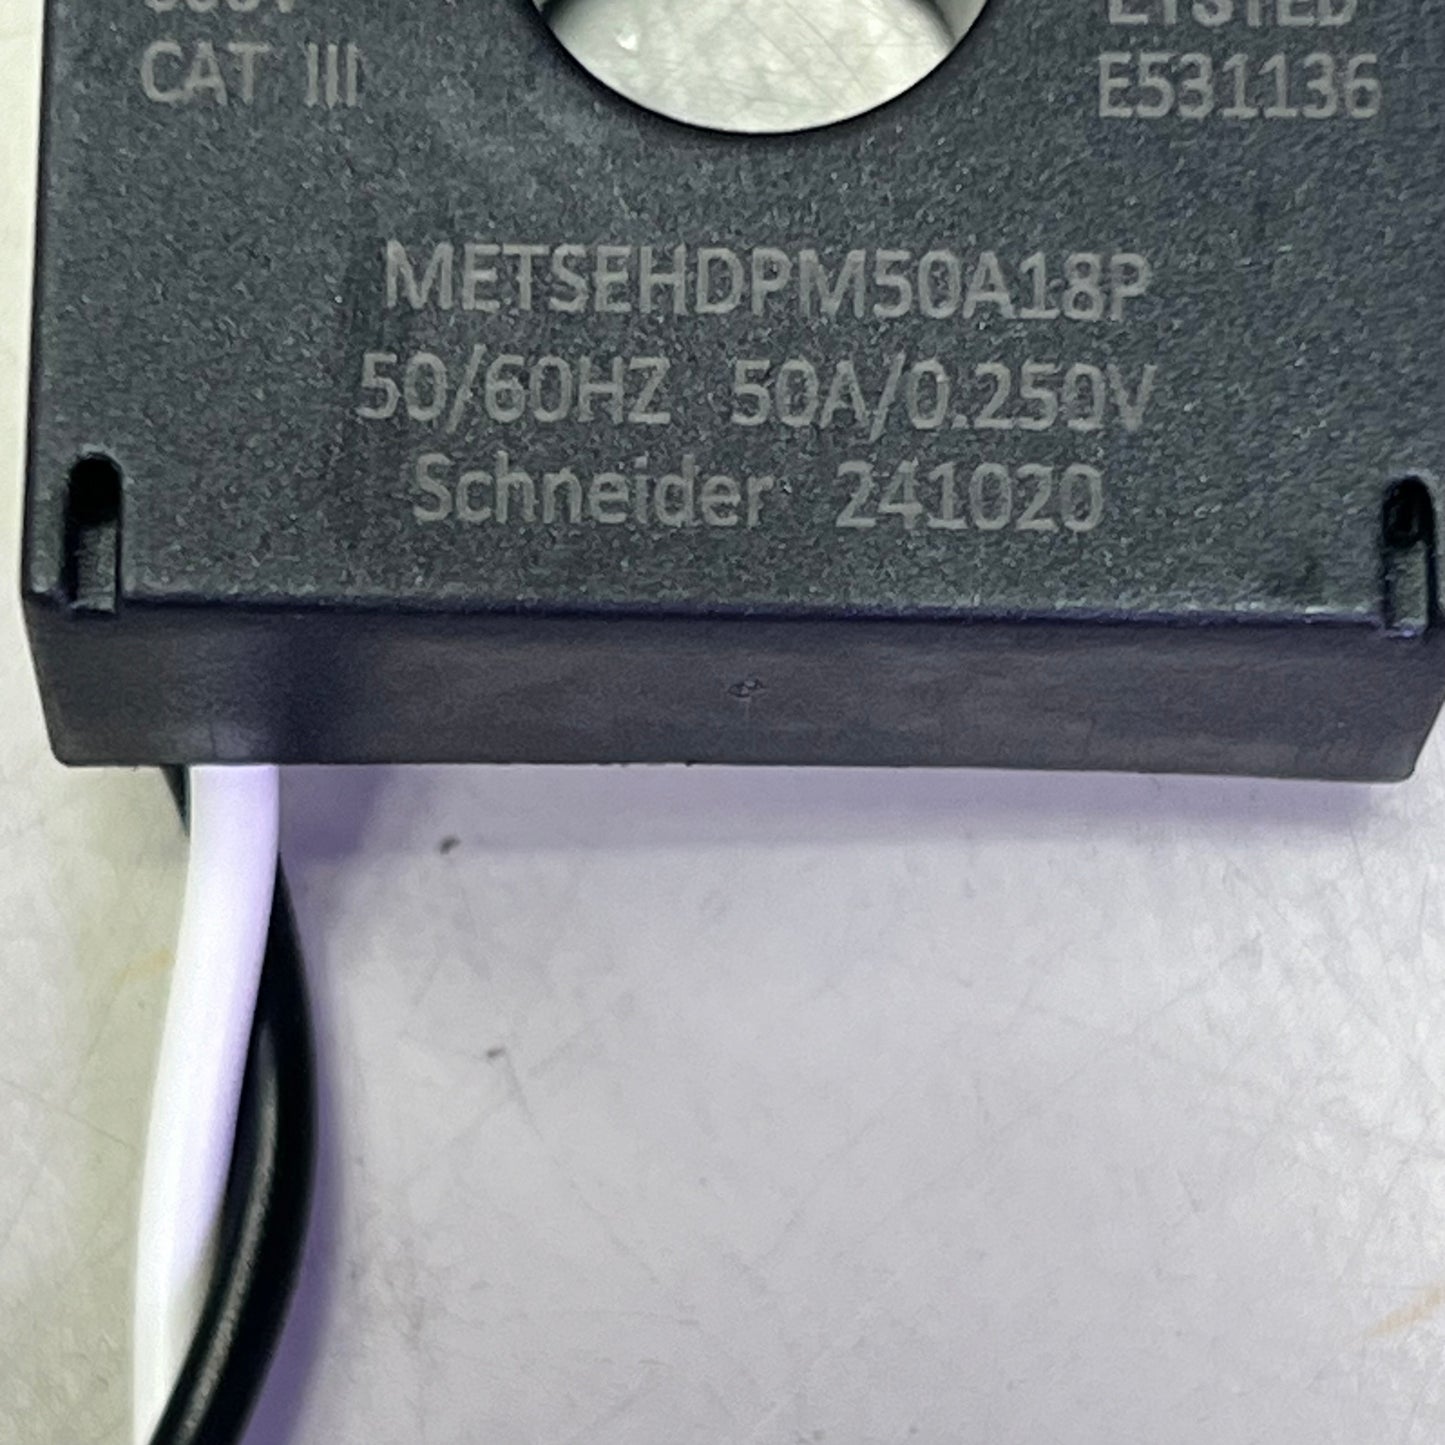 CAT III
E531136
METSEHDPM50A18P
50/60HZ 50A/0.250V
Schneider 241020